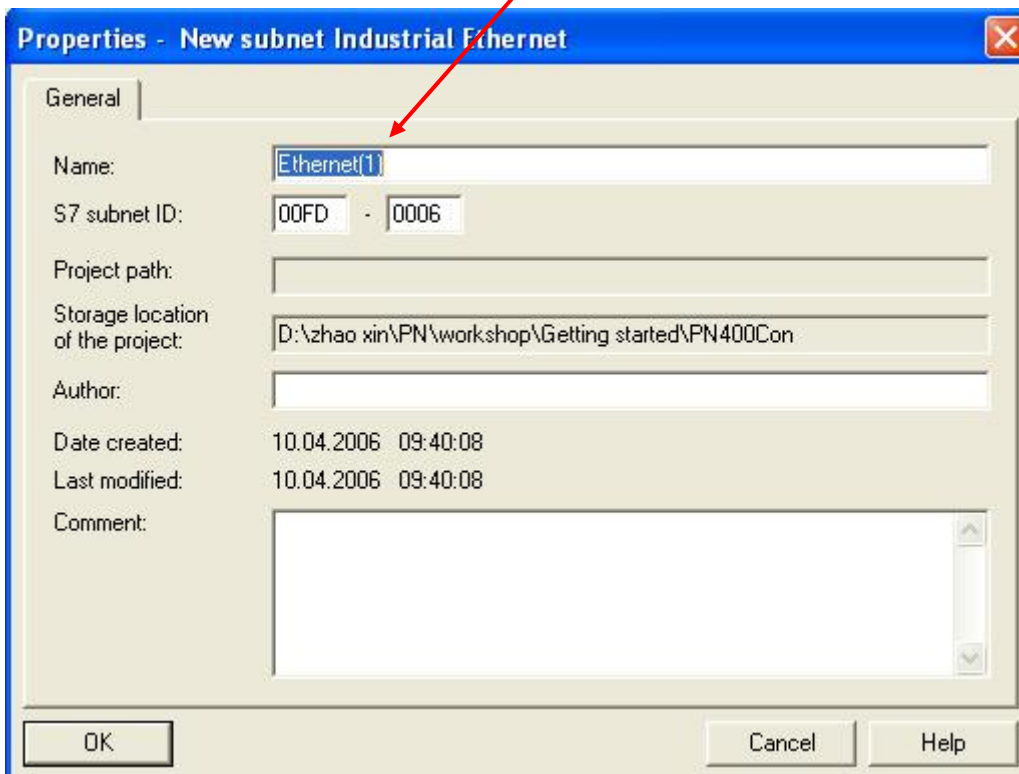 Properties - New subnet Industrial Ethernet
General
Name: Ethernet(1)
S7 subnet ID: 00FD - 0006
Project path:
Storage location
of the project: D:\zhao xin\PN\workshop\Getting started\PN400Con
Author:
Date created: 10.04.2006 09:40:08
Last modified: 10.04.2006 09:40:08
Comment:
OK Cancel Help